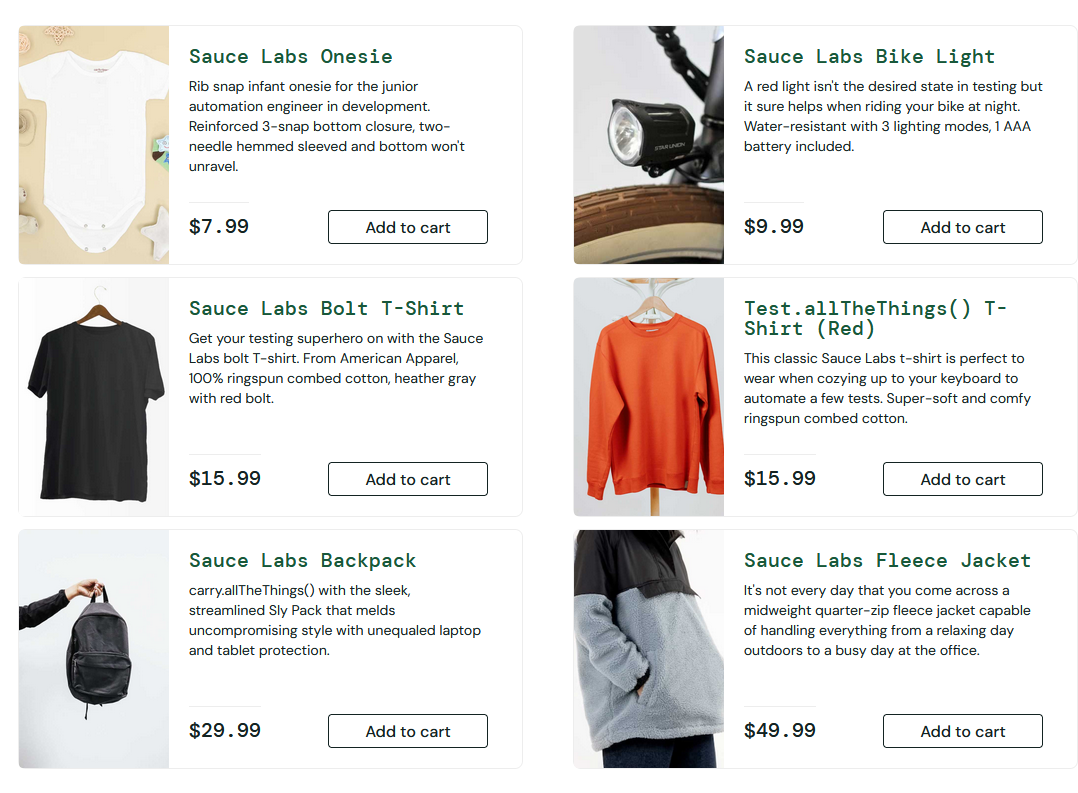 Sauce Labs Onesie
Rib snap infant onesie for the junior
automation engineer in development.
Reinforced 3-snap bottom closure, two-
needle hemmed sleeved and bottom won't
unravel.
$7.99
Add to cart
Sauce Labs Bike Light
A red light isn't the desired state in testing but
it sure helps when riding your bike at night.
Water-resistant with 3 lighting modes, 1 AAA
battery included.
$9.99
Add to cart
STAR UNION
Sauce Labs Bolt T-Shirt
Get your testing superhero on with the Sauce
Labs bolt T-shirt. From American Apparel,
100% ringspun combed cotton, heather gray
with red bolt.
$15.99
Add to cart
Test.allTheThings() T-
Shirt (Red)
This classic Sauce Labs t-shirt is perfect to
wear when cozying up to your keyboard to
automate a few tests. Super-soft and comfy
ringspun combed cotton.
$15.99
Add to cart
Sauce Labs Backpack
carry.allTheThings() with the sleek,
streamlined Sly Pack that melds
uncompromising style with unequaled laptop
and tablet protection.
$29.99
Add to cart
Sauce Labs Fleece Jacket
It's not every day that you come across a
midweight quarter-zip fleece jacket capable
of handling everything from a relaxing day
outdoors to a busy day at the office.
$49.99
Add to cart